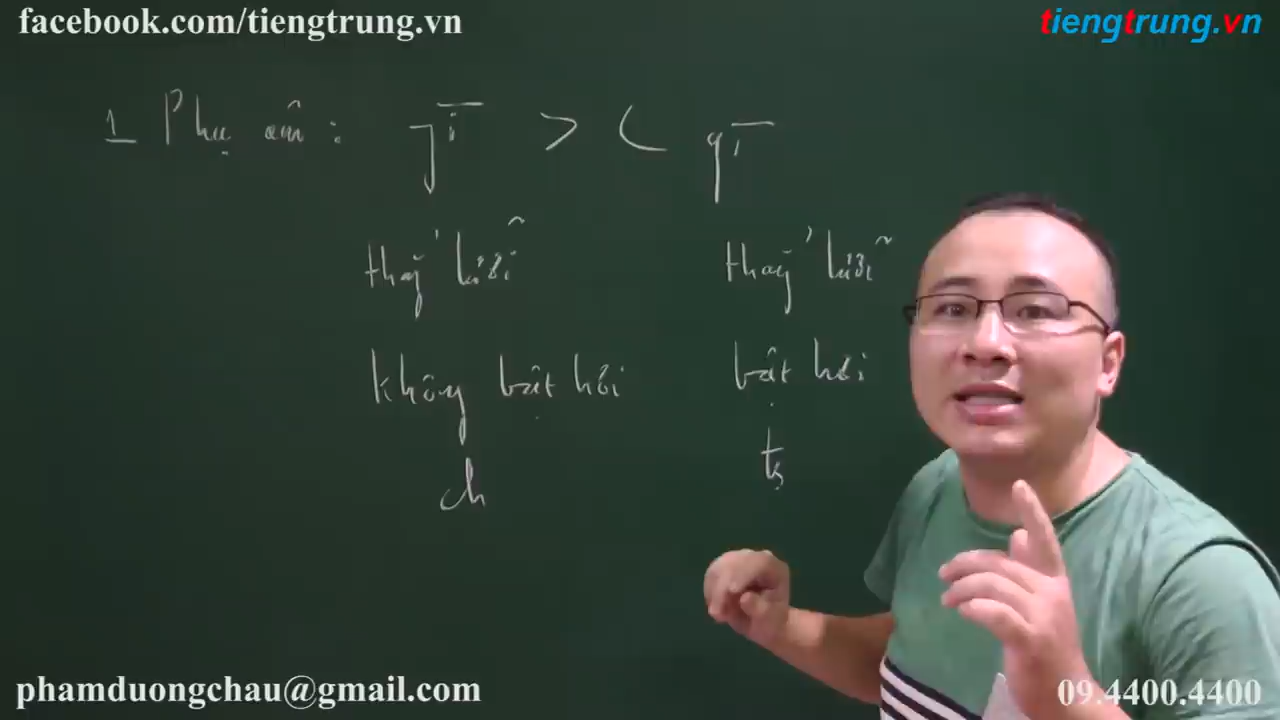 facebook.com/tiengtrung.vn
tiengtrung.vn
1 Phụ âm : jī > < qī
thẳng lưỡi thẳng lưỡi
không bật hơi bật hơi
ch
phamduongchau@gmail.com
09.4400.4400